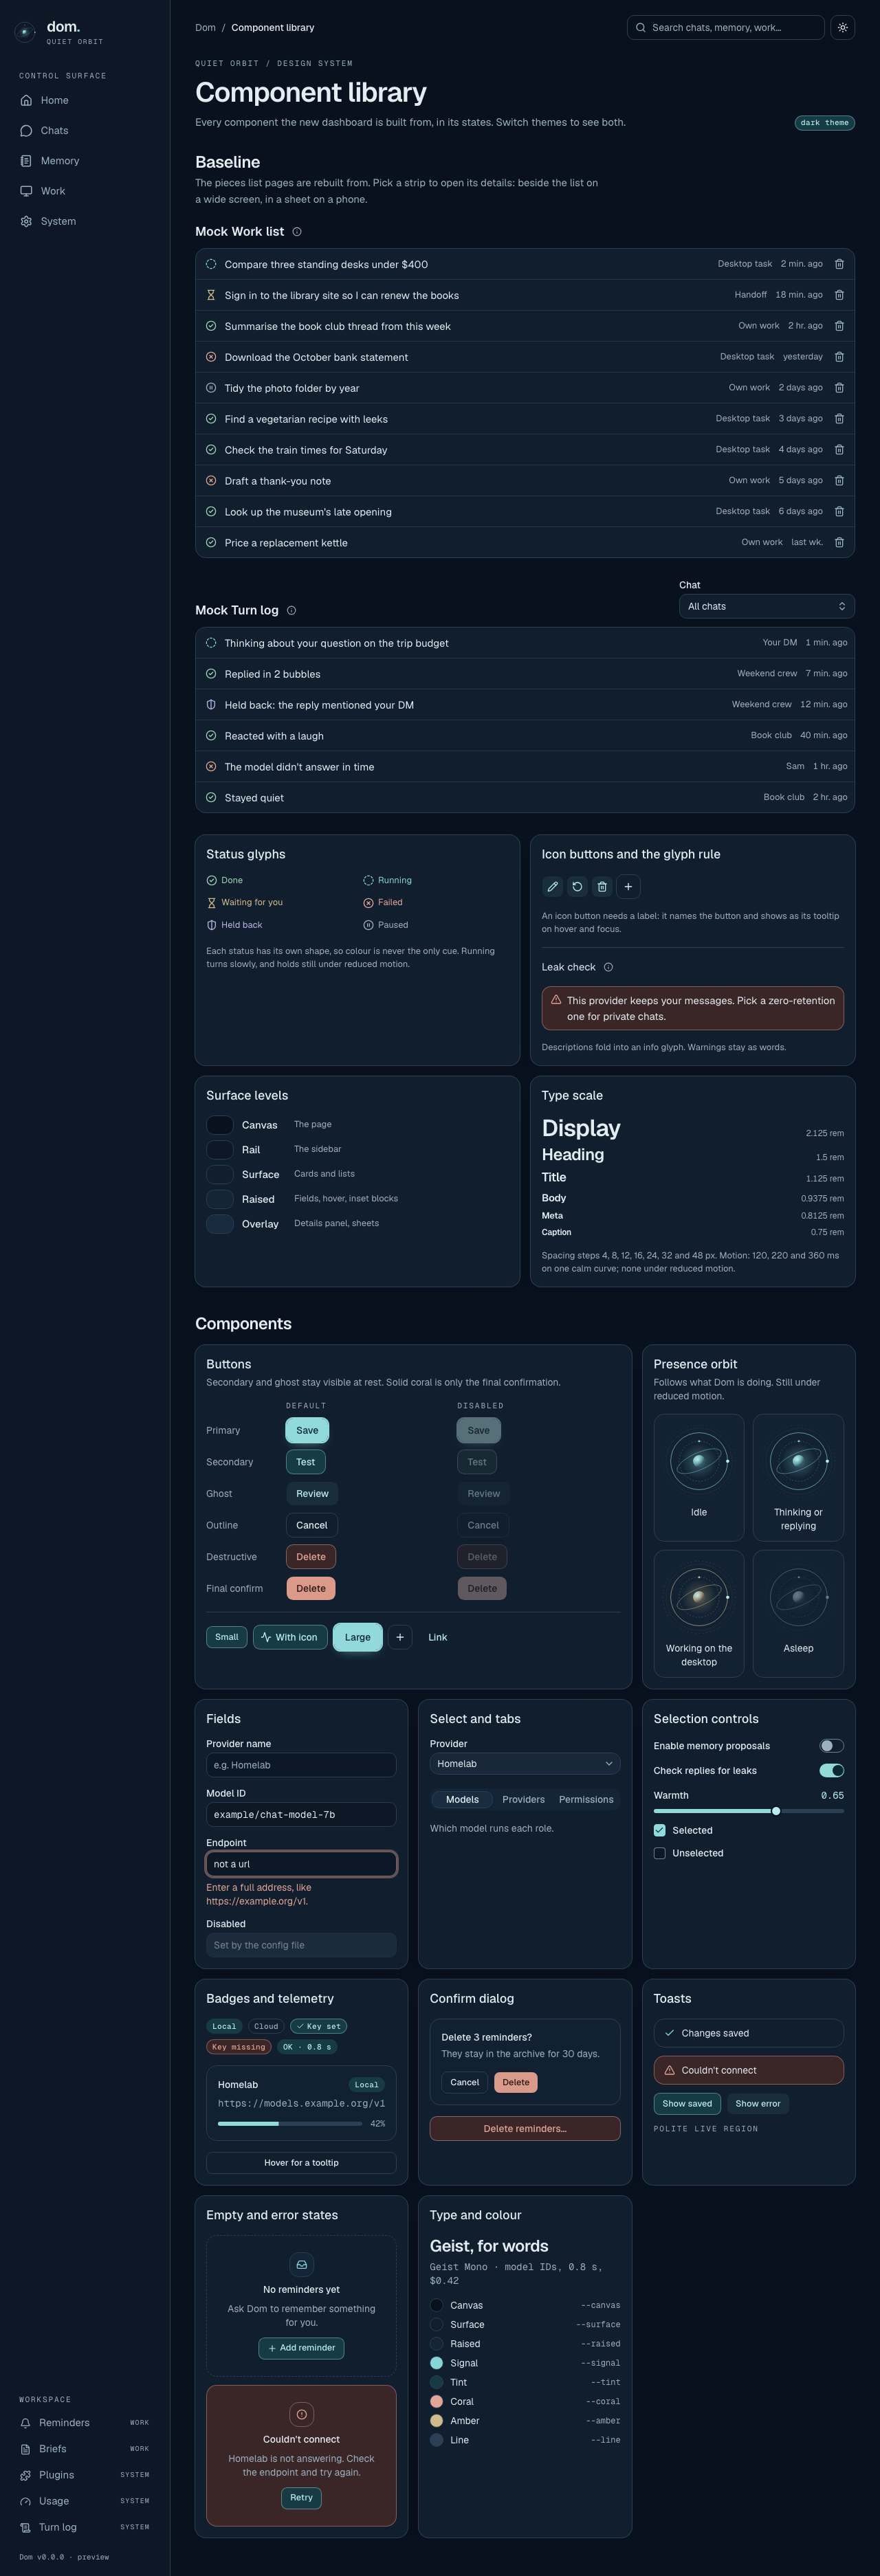 dom.
QUIET ORBIT
CONTROL SURFACE
Home
Chats
Memory
Work
System
Dom / Component library
Search chats, memory, work...
QUIET ORBIT / DESIGN SYSTEM
Component library
Every component the new dashboard is built from, in its states. Switch themes to see both.
dark theme
Baseline
The pieces list pages are rebuilt from. Pick a strip to open its details: beside the list on
a wide screen, in a sheet on a phone.
Mock Work list
Compare three standing desks under $400 Desktop task 2 min. ago
Sign in to the library site so I can renew the books Handoff 18 min. ago
Summarise the book club thread from this week Own work 2 hr. ago
Download the October bank statement Desktop task yesterday
Tidy the photo folder by year Own work 2 days ago
Find a vegetarian recipe with leeks Desktop task 3 days ago
Check the train times for Saturday Desktop task 4 days ago
Draft a thank-you note Own work 5 days ago
Look up the museum's late opening Desktop task 6 days ago
Price a replacement kettle Own work last wk.
Chat
Mock Turn log
All chats
Thinking about your question on the trip budget Your DM 1 min. ago
Replied in 2 bubbles Weekend crew 7 min. ago
Held back: the reply mentioned your DM Weekend crew 12 min. ago
Reacted with a laugh Book club 40 min. ago
The model didn't answer in time Sam 1 hr. ago
Stayed quiet Book club 2 hr. ago
Status glyphs
Done Running
Waiting for you Failed
Held back Paused
Each status has its own shape, so colour is never the only cue. Running
turns slowly, and holds still under reduced motion.
Icon buttons and the glyph rule
An icon button needs a label: it names the button and shows as its tooltip
on hover and focus.
Leak check
This provider keeps your messages. Pick a zero-retention
one for private chats.
Descriptions fold into an info glyph. Warnings stay as words.
Surface levels
Canvas The page
Rail The sidebar
Surface Cards and lists
Raised Fields, hover, inset blocks
Overlay Details panel, sheets
Type scale
Display 2.125 rem
Heading 1.5 rem
Title 1.125 rem
Body 0.9375 rem
Meta 0.8125 rem
Caption 0.75 rem
Spacing steps 4, 8, 12, 16, 24, 32 and 48 px. Motion: 120, 220 and 360 ms
on one calm curve; none under reduced motion.
Components
Buttons
Secondary and ghost stay visible at rest. Solid coral is only the final confirmation.
DEFAULT DISABLED
Primary Save Save
Secondary Test Test
Ghost Review Review
Outline Cancel Cancel
Destructive Delete Delete
Final confirm Delete Delete
Small With icon Large Link
Presence orbit
Follows what Dom is doing. Still under
reduced motion.
Idle
Thinking or
replying
Working on the
desktop
Asleep
Fields
Provider name
e.g. Homelab
Model ID
example/chat-model-7b
Endpoint
not a url
Enter a full address, like
https://example.org/v1.
Disabled
Set by the config file
Select and tabs
Provider
Homelab
Models Providers Permissions
Which model runs each role.
Selection controls
Enable memory proposals
Check replies for leaks
Warmth 0.65
Selected
Unselected
Badges and telemetry
Local Cloud Key set
Key missing OK · 0.8 s
Homelab Local
https://models.example.org/v1
42%
Hover for a tooltip
Confirm dialog
Delete 3 reminders?
They stay in the archive for 30 days.
Cancel Delete
Delete reminders...
Toasts
Changes saved
Couldn't connect
Show saved Show error
POLITE LIVE REGION
Empty and error states
No reminders yet
Ask Dom to remember something
for you.
Add reminder
Couldn't connect
Homelab is not answering. Check
the endpoint and try again.
Retry
Type and colour
Geist, for words
Geist Mono · model IDs, 0.8 s,
$0.42
Canvas --canvas
Surface --surface
Raised --raised
Signal --signal
Tint --tint
Coral --coral
Amber --amber
Line --line
WORKSPACE
Reminders WORK
Briefs WORK
Plugins SYSTEM
Usage SYSTEM
Turn log SYSTEM
Dom v0.0.0 · preview